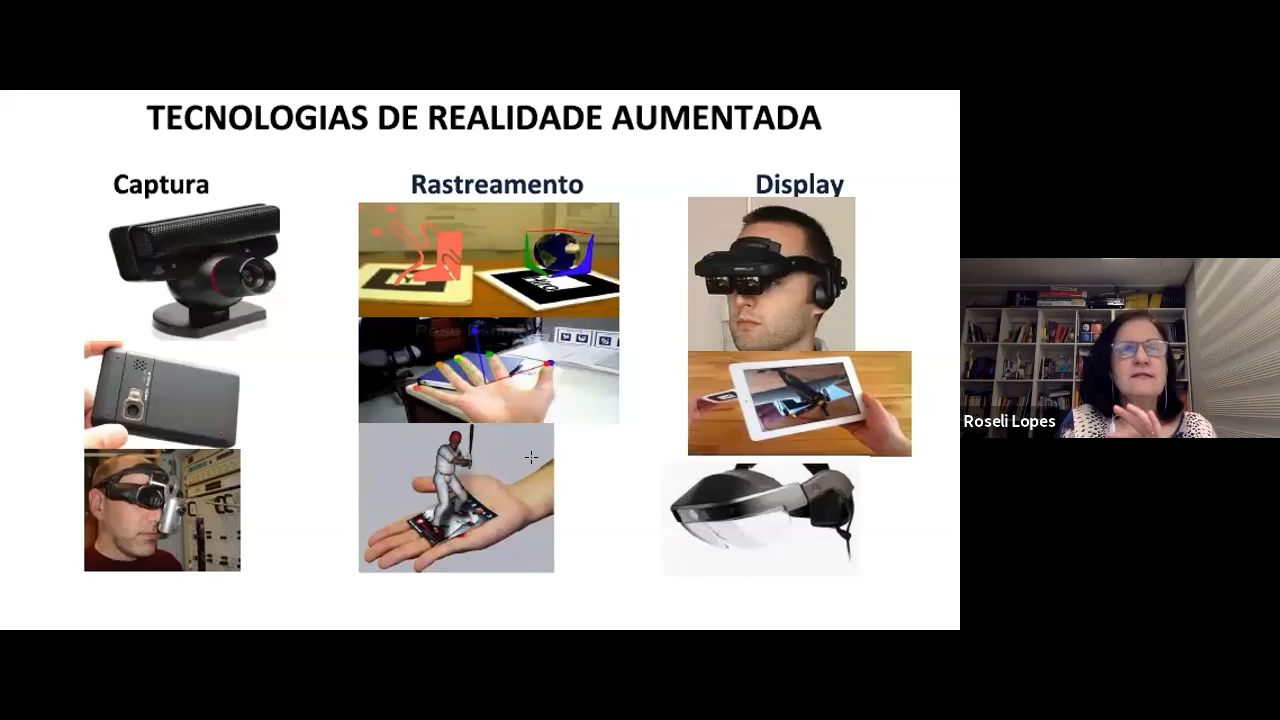 TECNOLOGIAS DE REALIDADE AUMENTADA
Captura
Rastreamento
Display
Roseli Lopes